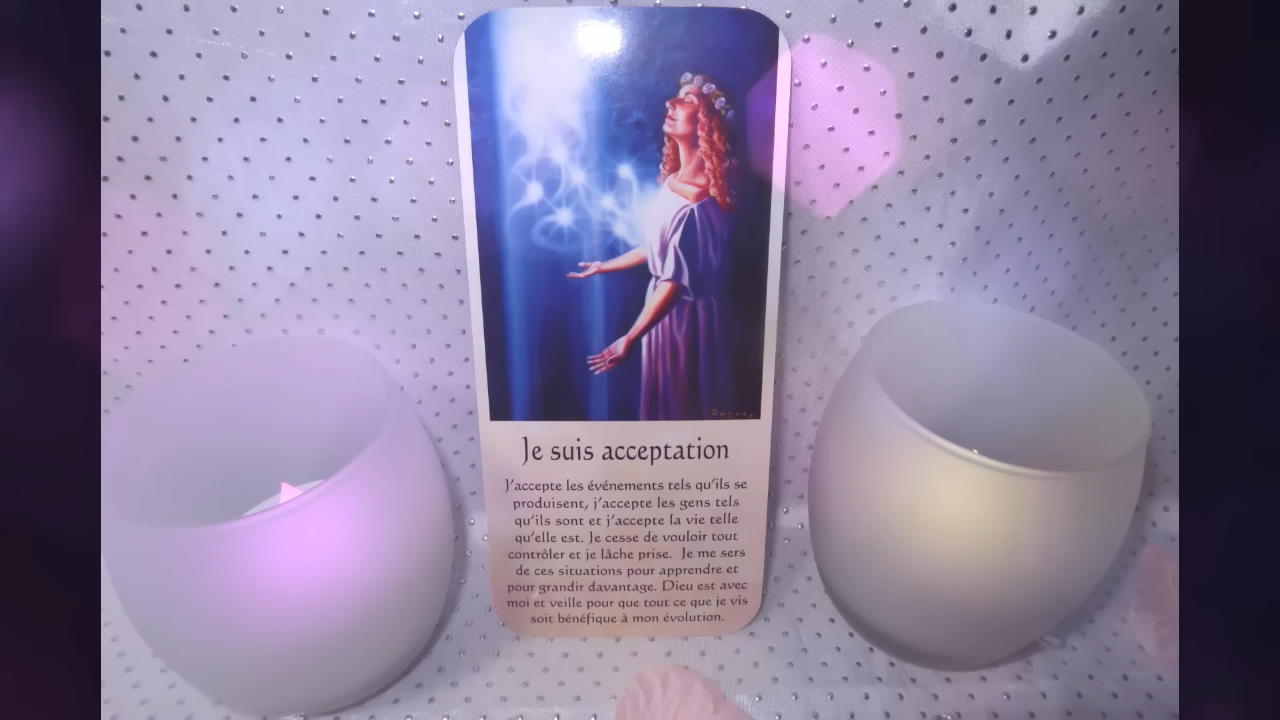 Je suis acceptation
J'accepte les événements tels qu'ils se
produisent, j'accepte les gens tels
qu'ils sont et j'accepte la vie telle
qu'elle est. Je cesse de vouloir tout
contrôler et je lâche prise. Je me sers
de ces situations pour apprendre et
pour grandir davantage. Dieu est avec
moi et veille pour que tout ce que je vis
soit bénéfique à mon évolution.